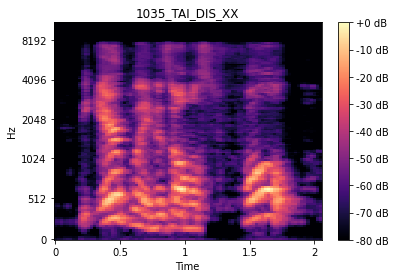 1035_TAI_DIS_XX
+0 dB
8192
-10 dB
4096
-20 dB
-30 dB
2048
Hz
-40 dB
1024
-50 dB
512
-60 dB
-70 dB
0
-80 dB
0
0.5
1
1.5
2
Time